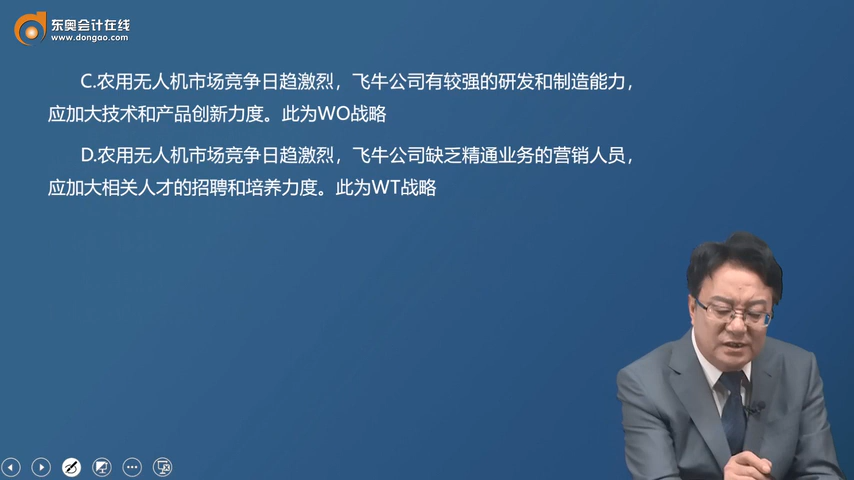 东奥会计在线
www.dongao.com
C.农用无人机市场竞争日趋激烈，飞牛公司有较强的研发和制造能力，
应加大技术和产品创新力度。此为WO战略
D.农用无人机市场竞争日趋激烈，飞牛公司缺乏精通业务的营销人员，
应加大相关人才的招聘和培养力度。此为WT战略